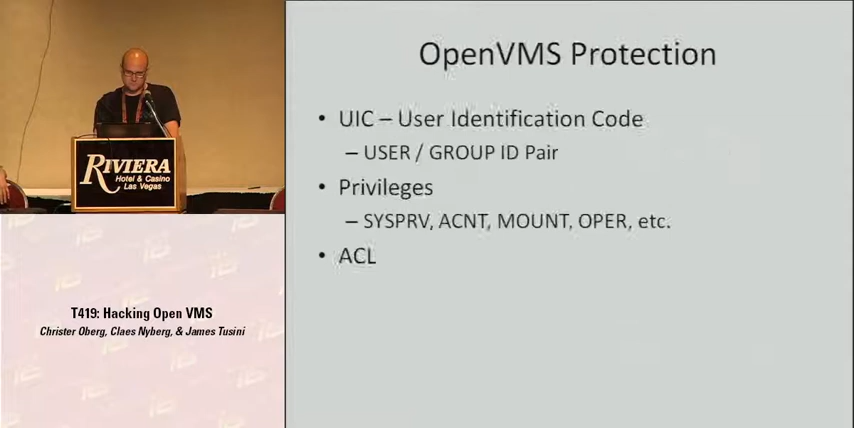 RIVIERA
Hotel & Casino
Las Vegas
T419: Hacking Open VMS
Christer Oberg, Claes Nyberg, & James Tusini
OpenVMS Protection
• UIC – User Identification Code
– USER / GROUP ID Pair
• Privileges
– SYSPRV, ACNT, MOUNT, OPER, etc.
• ACL